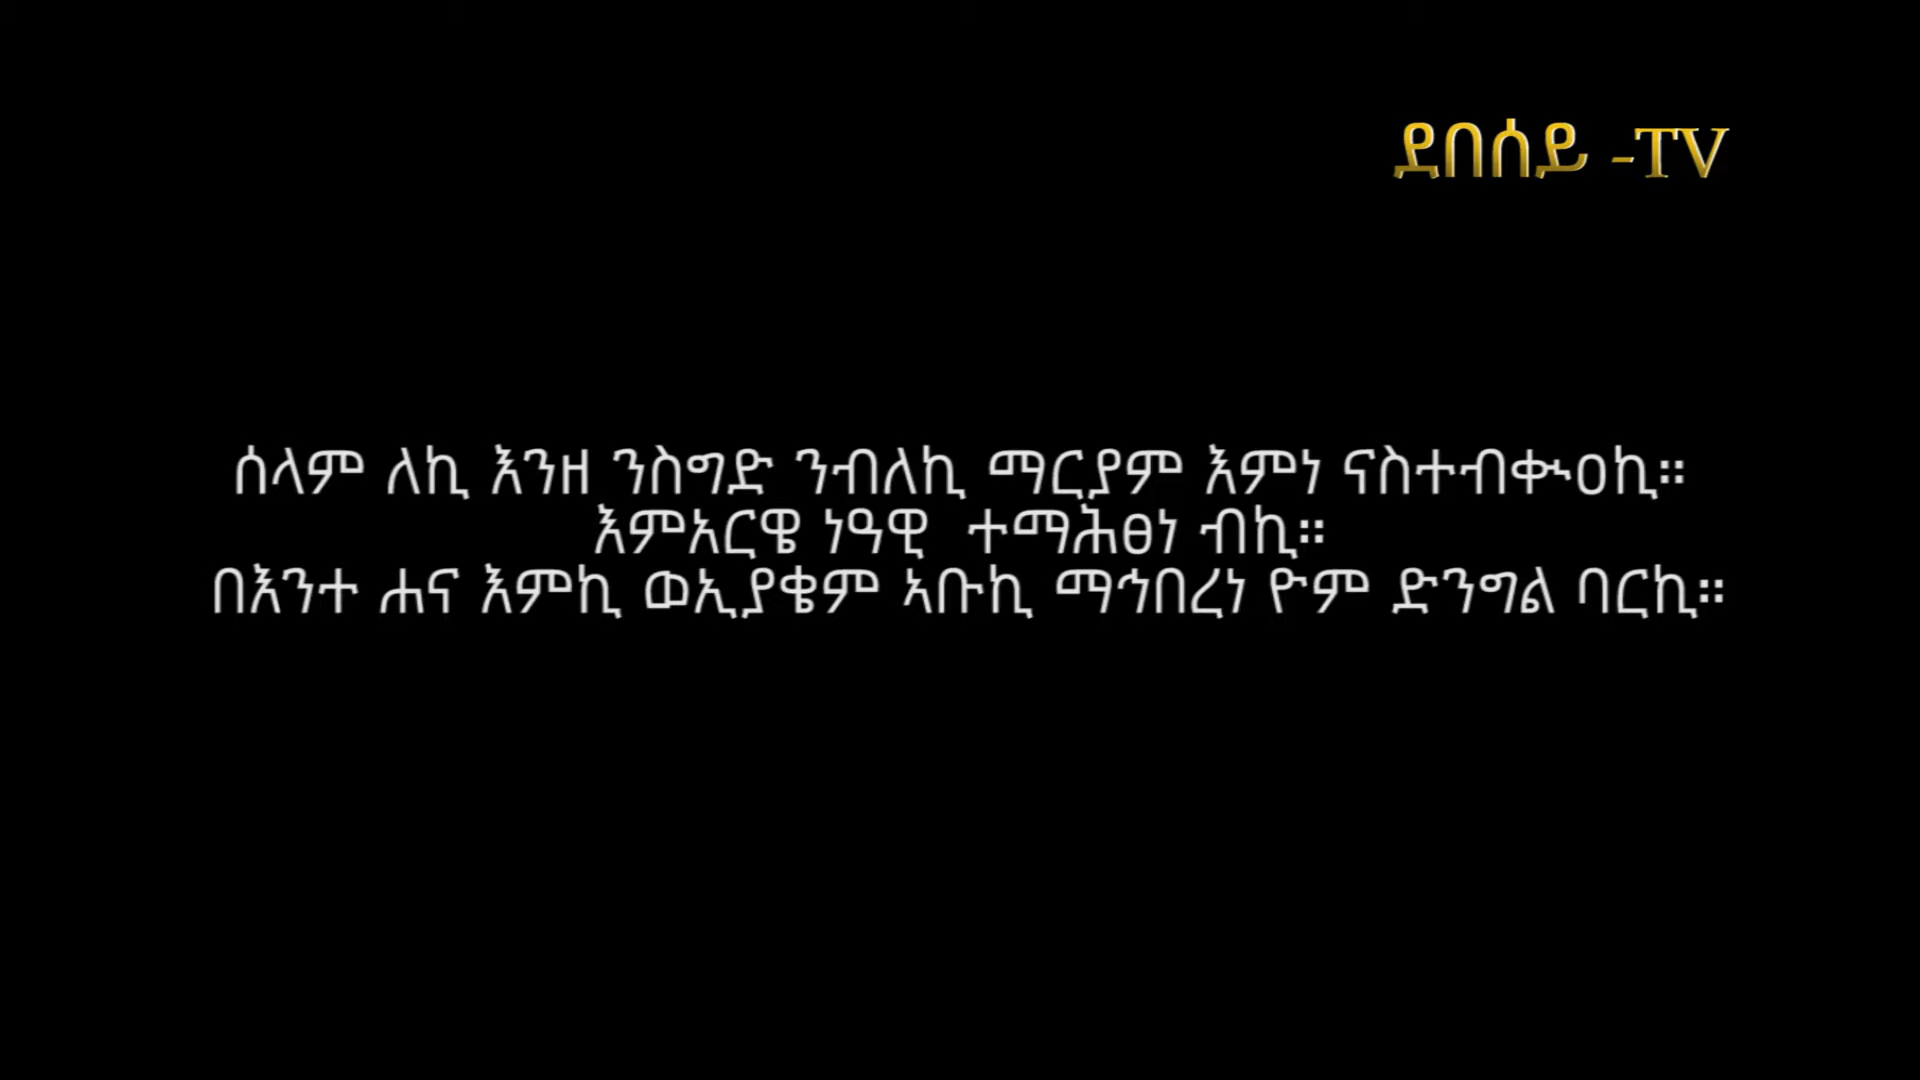 ደበሰይ -TV
ሰላም ለኪ እንዘ ንስግድ ንብለኪ ማርያም እምነ ናስተብቍዐኪ።
እምአርዌ ነዓዊ ተማሕፀነ ብኪ።
በእንተ ሐና እምኪ ወኢያቄም ኣቡኪ ማኅበረነ ዮም ድንግል ባርኪ።